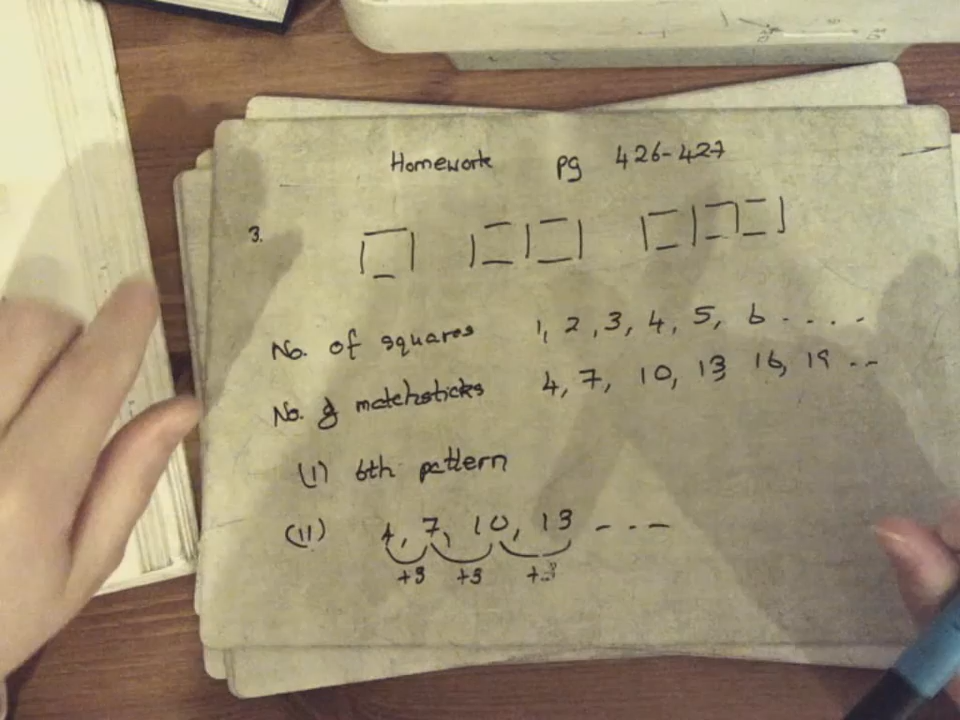 Homework pg 426-427
3.
No. of squares 1, 2, 3, 4, 5, 6 . . . .
No. of matchsticks 4, 7, 10, 13 16, 19 ...
(i) 6th pattern
(ii) 4, 7, 10, 13 - - -
+3 +3 +3